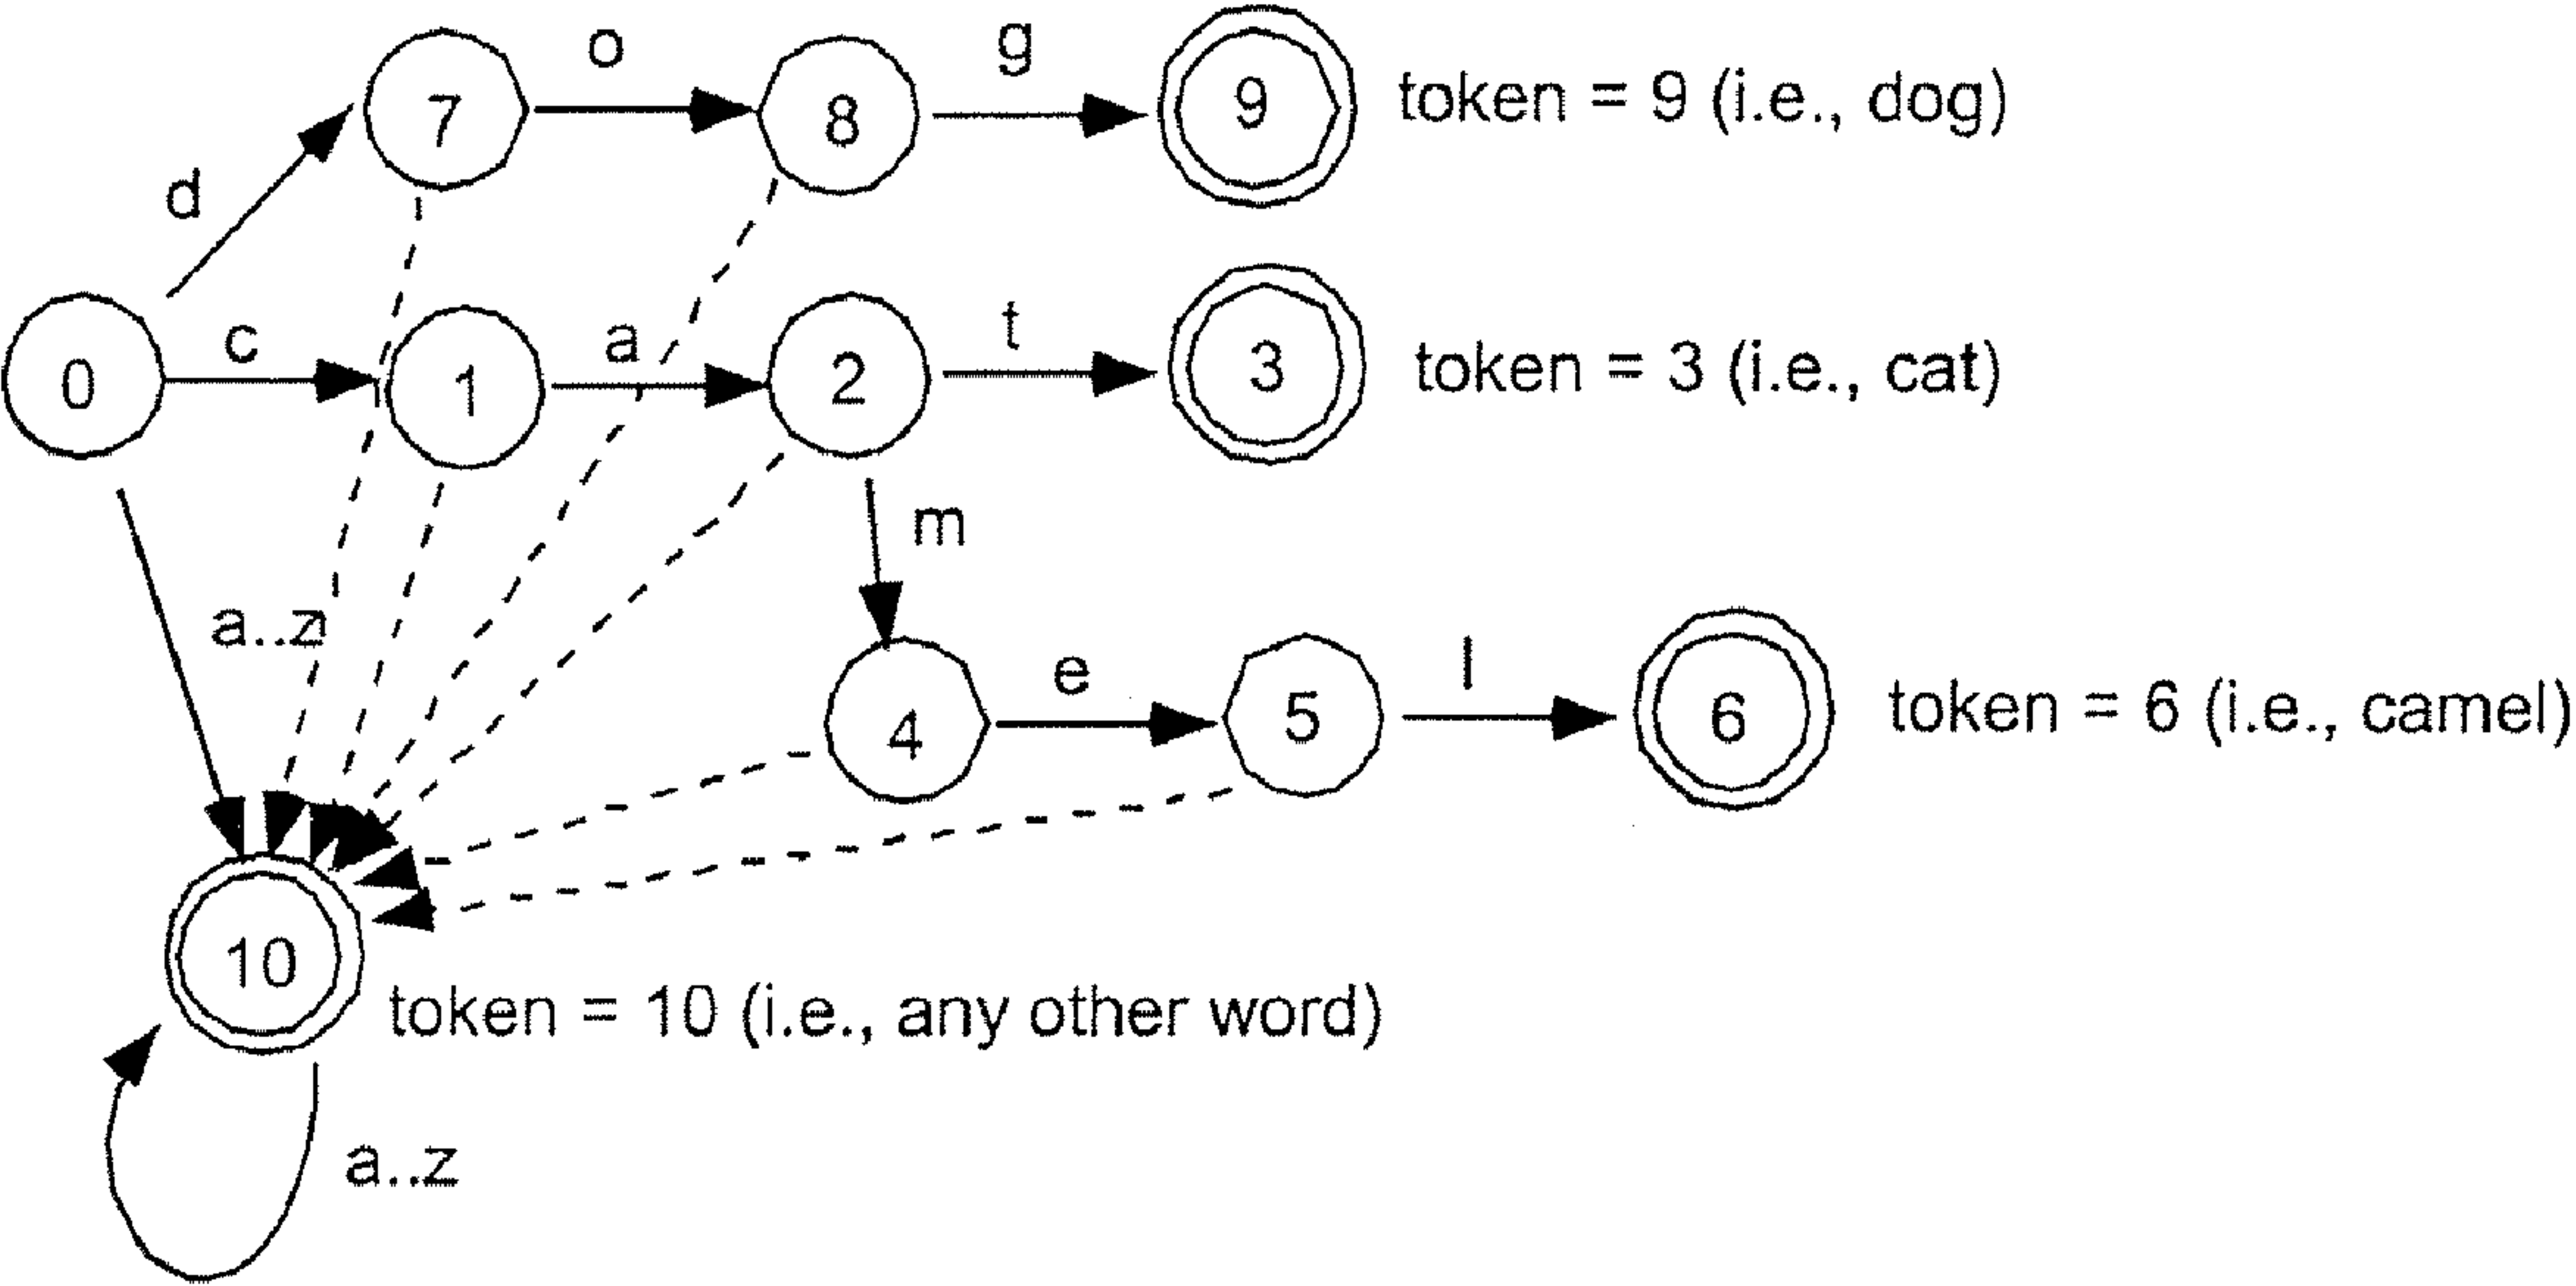 d
o
g
7
8
9
token = 9 (i.e., dog)
0
c
1
a
2
t
3
token = 3 (i.e., cat)
m
a..z
4
e
5
l
6
token = 6 (i.e., camel)
10
token = 10 (i.e., any other word)
a..z